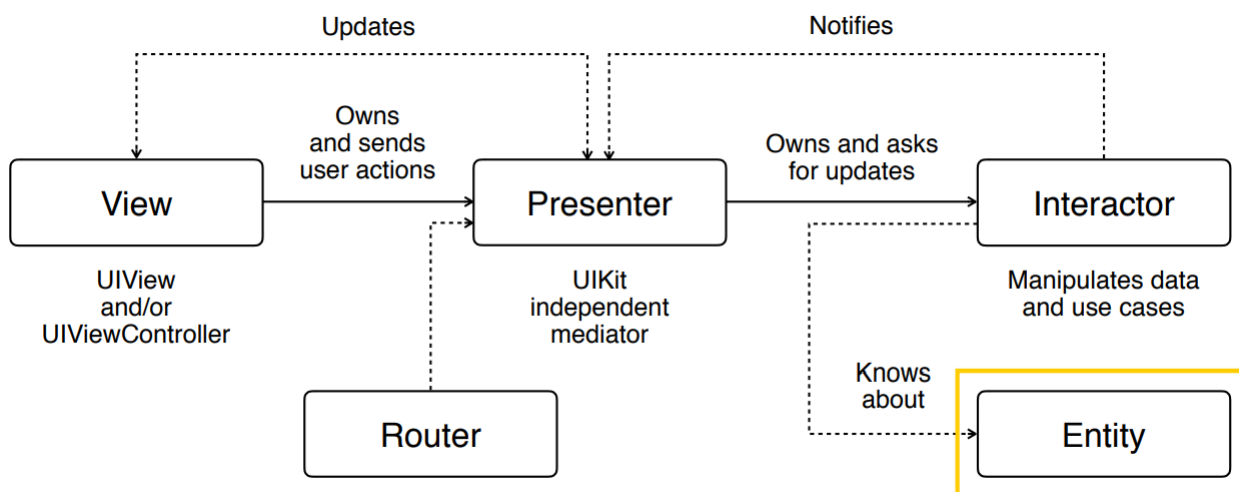 Updates
Notifies
Owns
and sends
user actions
Owns and asks
for updates
View
Presenter
Interactor
UIView
and/or
UIViewController
UIKit
independent
mediator
Manipulates data
and use cases
Knows
about
Router
Entity